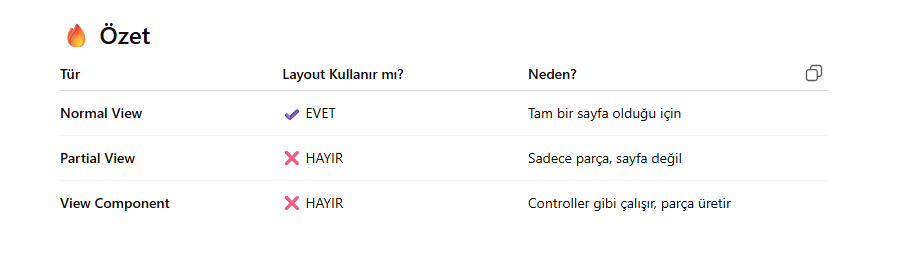 🔥 Özet
Tür Layout Kullanır mı? Neden?
Normal View ✔ EVET Tam bir sayfa olduğu için
Partial View ❌ HAYIR Sadece parça, sayfa değil
View Component ❌ HAYIR Controller gibi çalışır, parça üretir